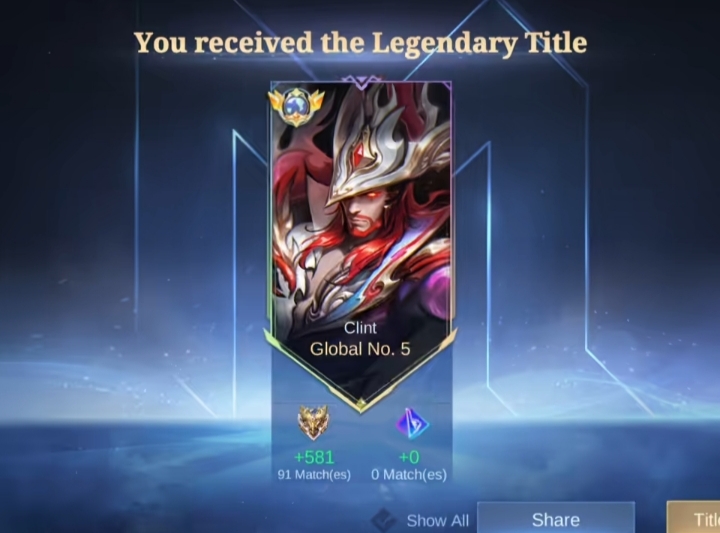 You received the Legendary Title
Clint
Global No. 5
+581
+0
91 Match(es)
0 Match(es)
Show All
Share